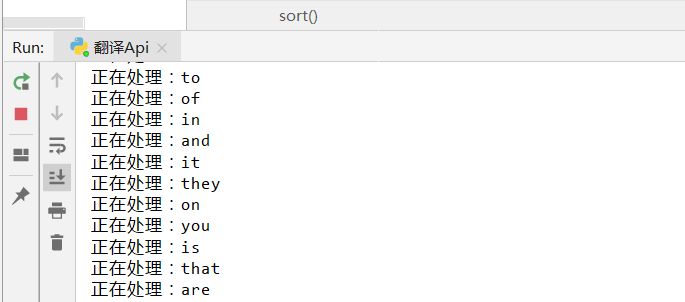 sort()
Run: 翻译Api
正在处理：to
正在处理：of
正在处理：in
正在处理：and
正在处理：it
正在处理：they
正在处理：on
正在处理：you
正在处理：is
正在处理：that
正在处理：are